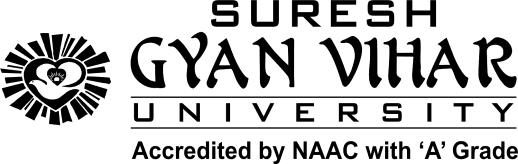 SURESH
GYAN VIHAR
UNIVERSITY
Accredited by NAAC with ‘A’ Grade